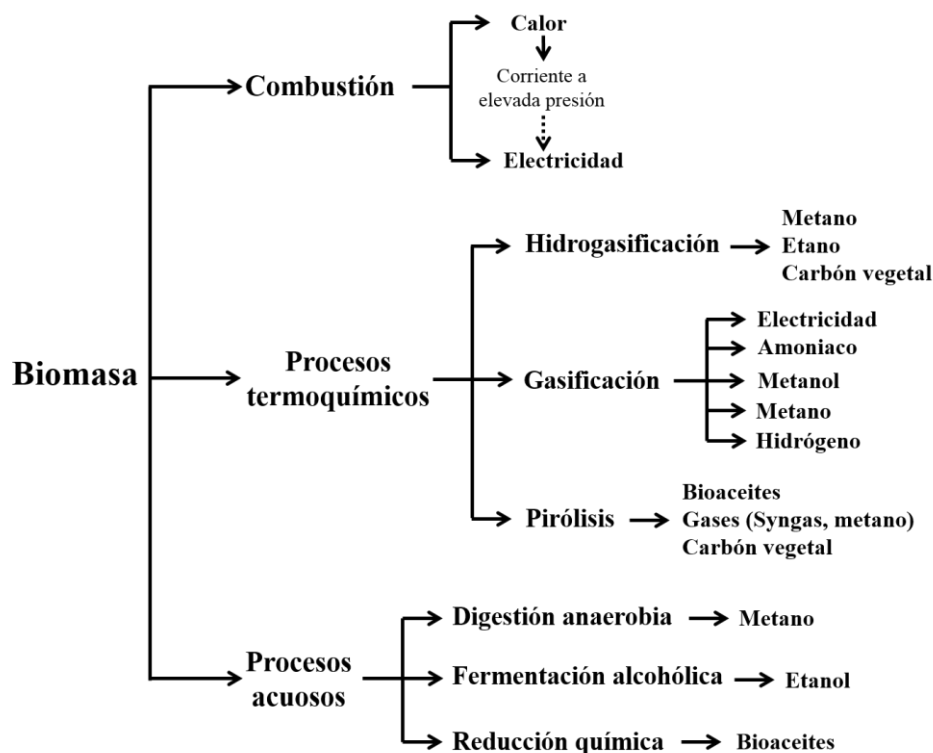 Biomasa
Combustión
Calor
Corriente a
elevada presión
Electricidad
Procesos
termoquímicos
Hidrogasificación
Metano
Etano
Carbón vegetal
Gasificación
Electricidad
Amoniaco
Metanol
Metano
Hidrógeno
Pirólisis
Bioaceites
Gases (Syngas, metano)
Carbón vegetal
Procesos
acuosos
Digestión anaerobia
Metano
Fermentación alcohólica
Etanol
Reducción química
Bioaceites